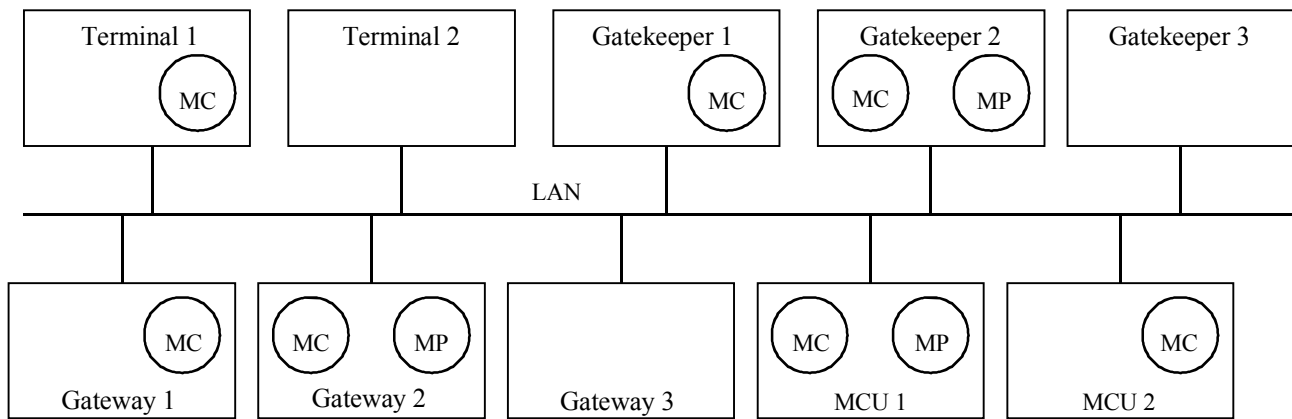 Terminal 1
MC
Terminal 2
Gatekeeper 1
MC
Gatekeeper 2
MC
MP
Gatekeeper 3
LAN
MC
Gateway 1
MC
MP
Gateway 2
Gateway 3
MC
MP
MCU 1
MC
MCU 2